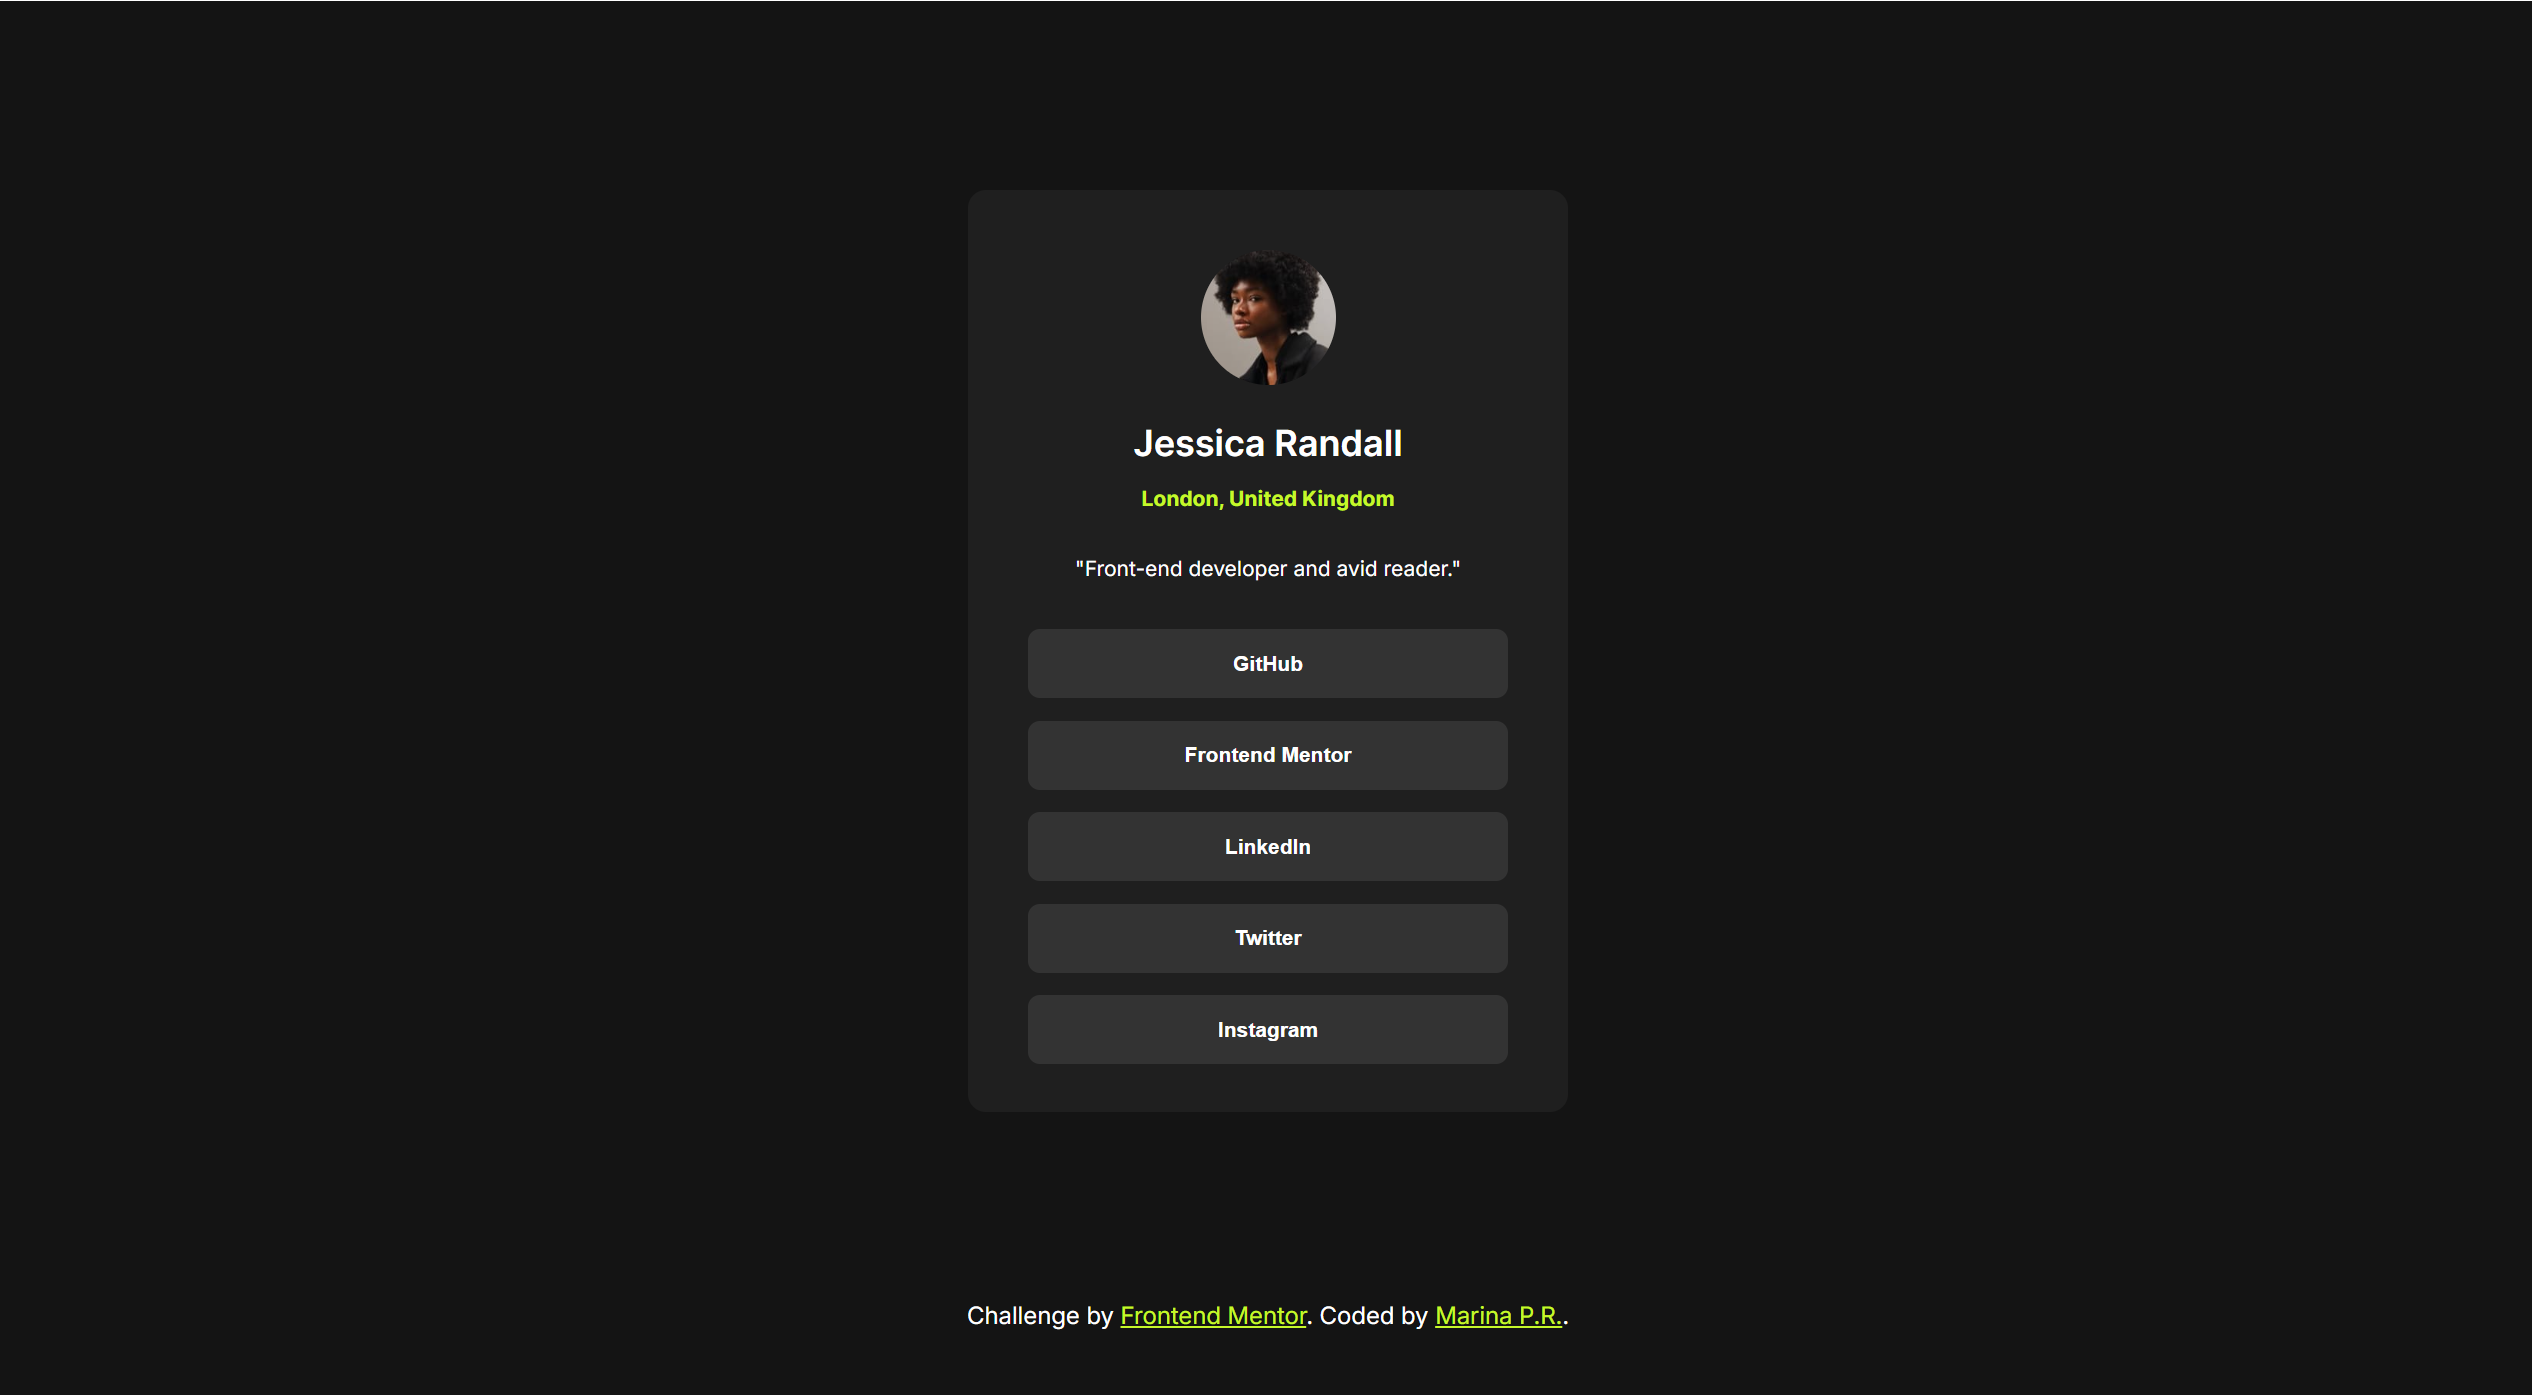 Jessica Randall
London, United Kingdom
"Front-end developer and avid reader."
GitHub
Frontend Mentor
LinkedIn
Twitter
Instagram
Challenge by Frontend Mentor. Coded by Marina P.R..